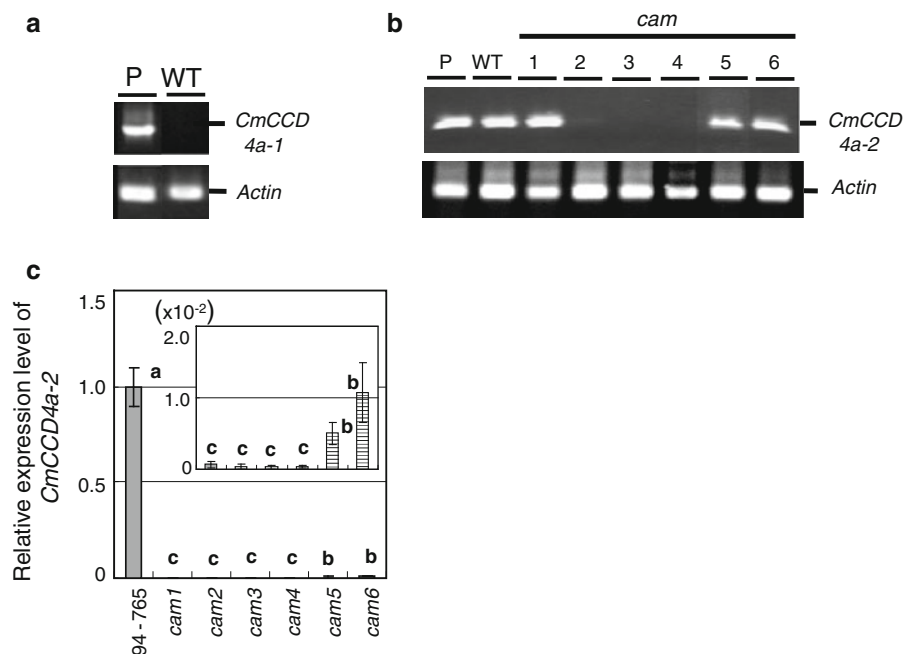 a
P WT
CmCCD
4a-1
Actin
b
cam
P WT 1 2 3 4 5 6
CmCCD
4a-2
Actin
c
Relative expression level of
CmCCD4a-2
1.5
1.0
0.5
0
(x10-2)
2.0
1.0
0
a
c c c c b b
c c c c b b
94-765
cam1
cam2
cam3
cam4
cam5
cam6